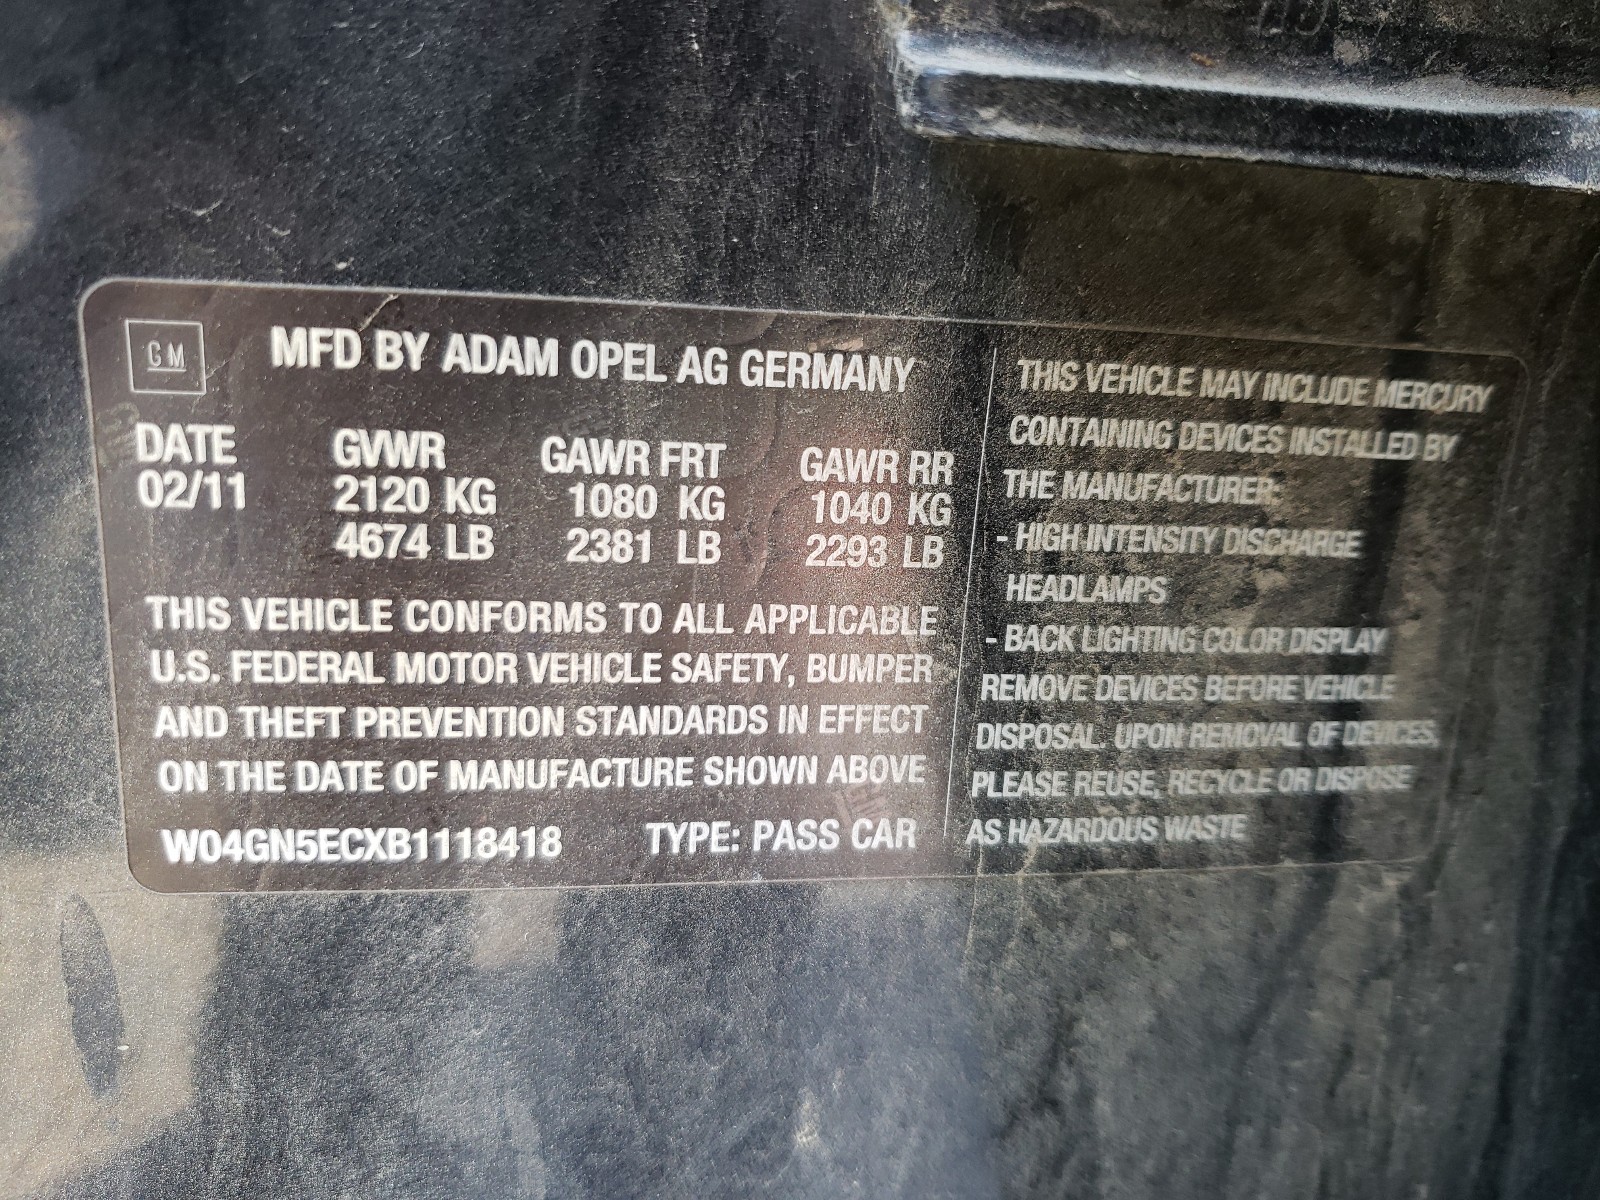 GM
MFD BY ADAM OPEL AG GERMANY
DATE GVWR GAWR FRT GAWR RR
02/11 2120 KG 1080 KG 1040 KG
4674 LB 2381 LB 2293 LB
THIS VEHICLE CONFORMS TO ALL APPLICABLE
U.S. FEDERAL MOTOR VEHICLE SAFETY, BUMPER
AND THEFT PREVENTION STANDARDS IN EFFECT
ON THE DATE OF MANUFACTURE SHOWN ABOVE
W04GN5ECXB1118418 TYPE: PASS CAR
THIS VEHICLE MAY INCLUDE MERCURY
CONTAINING DEVICES INSTALLED BY
THE MANUFACTURER:
- HIGH INTENSITY DISCHARGE
HEADLAMPS
- BACK LIGHTING COLOR DISPLAY
REMOVE DEVICES BEFORE VEHICLE
DISPOSAL. UPON REMOVAL OF DEVICES,
PLEASE REUSE, RECYCLE OR DISPOSE
AS HAZARDOUS WASTE